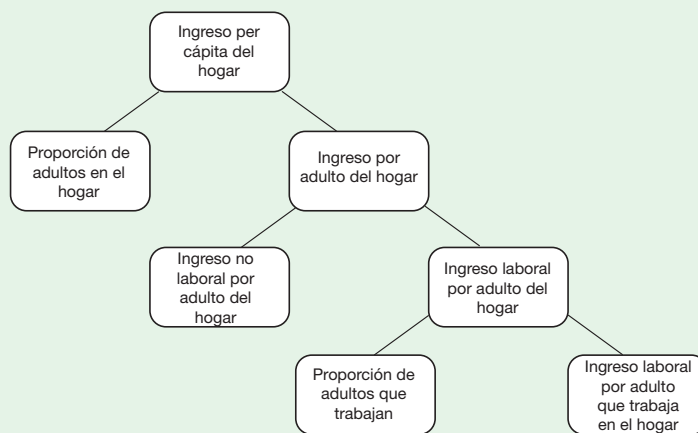 Ingreso per
cápita del
hogar
Proporción de
adultos en el
hogar
Ingreso por
adulto del hogar
Ingreso no
laboral por
adulto del
hogar
Ingreso laboral
por adulto del
hogar
Proporción de
adultos que
trabajan
Ingreso laboral
por adulto
que trabaja
en el hogar